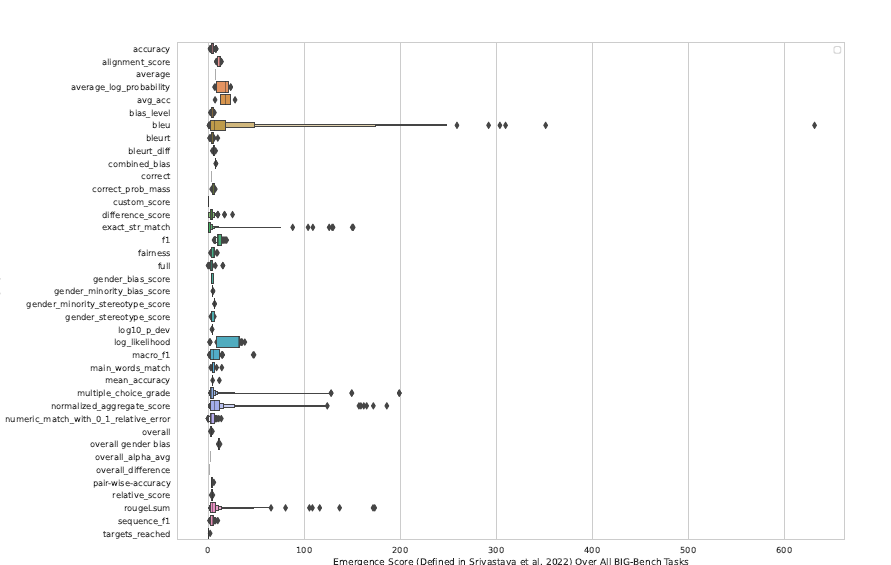 accuracy
alignment_score
average
average_log_probability
avg_acc
bias_level
bleu
bleurt
bleurt_diff
combined_bias
correct
correct_prob_mass
custom_score
difference_score
exact_str_match
f1
fairness
full
gender_bias_score
gender_minority_bias_score
gender_minority_stereotype_score
gender_stereotype_score
log10_p_dev
log_likelihood
macro_f1
main_words_match
mean_accuracy
multiple_choice_grade
normalized_aggregate_score
numeric_match_with_0_1_relative_error
overall
overall gender bias
overall_alpha_avg
overall_difference
pair-wise-accuracy
relative_score
rougeLsum
sequence_f1
targets_reached
0 100 200 300 400 500 600
Emergence Score (Defined in Srivastava et al. 2022) Over All BIG-Bench Tasks